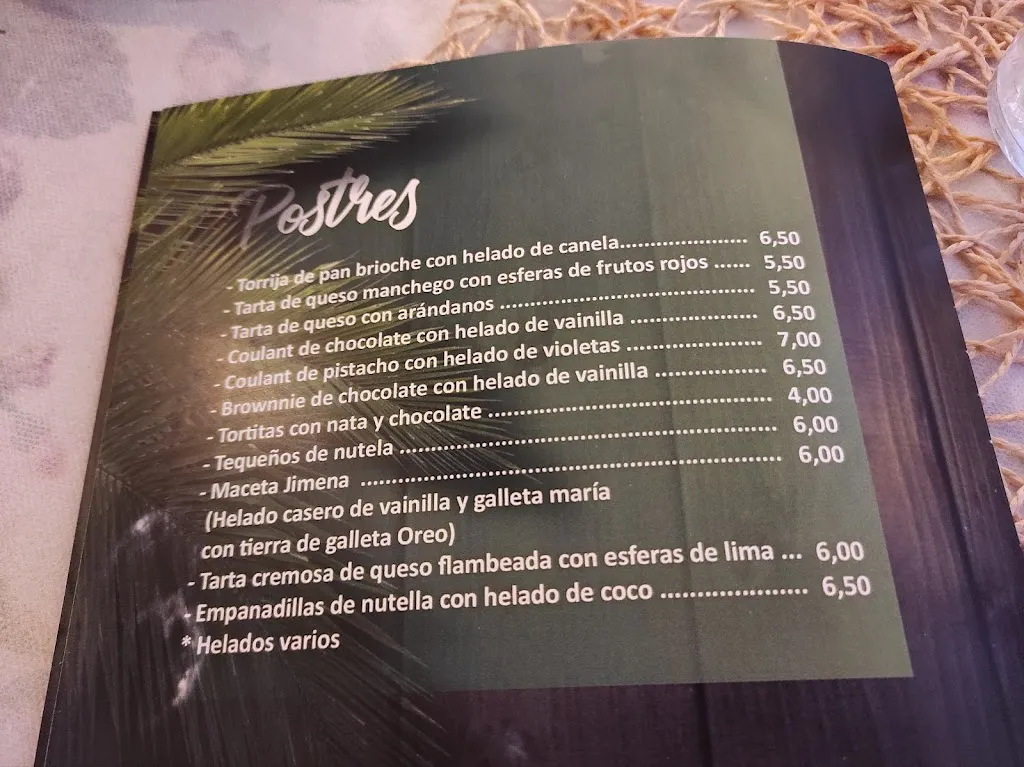 Postres
- Torrija de pan brioche con helado de canela..................... 6,50
- Tarta de queso manchego con esferas de frutos rojos ...... 5,50
- Tarta de queso con arándanos ............................................. 5,50
- Coulant de chocolate con helado de vainilla ..................... 6,50
- Coulant de pistacho con helado de violetas ...................... 7,00
- Brownnie de chocolate con helado de vainilla .................. 6,50
- Tortitas con nata y chocolate .............................................. 4,00
- Tequeños de nutela ............................................................. 6,00
- Maceta Jimena .................................................................... 6,00
(Helado casero de vainilla y galleta maría
con tierra de galleta Oreo)
- Tarta cremosa de queso flambeada con esferas de lima ... 6,00
- Empanadillas de nutella con helado de coco ..................... 6,50
* Helados varios